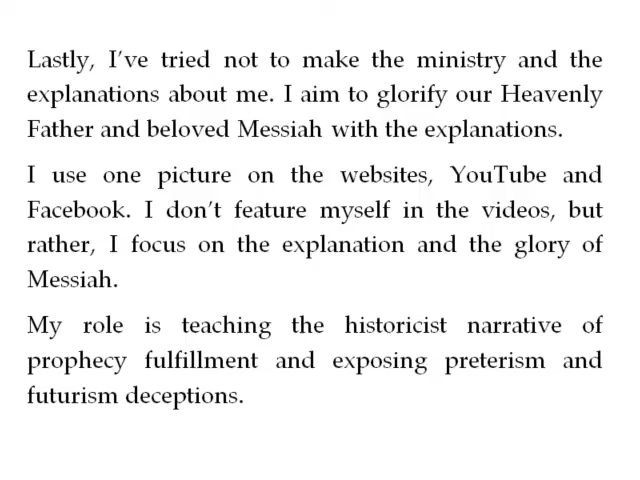 Lastly, I’ve tried not to make the ministry and the
explanations about me. I aim to glorify our Heavenly
Father and beloved Messiah with the explanations.
I use one picture on the websites, YouTube and
Facebook. I don’t feature myself in the videos, but
rather, I focus on the explanation and the glory of
Messiah.
My role is teaching the historicist narrative of
prophecy fulfillment and exposing preterism and
futurism deceptions.